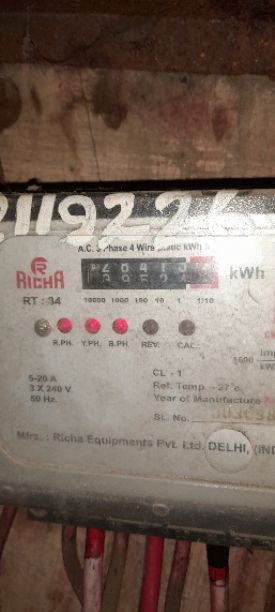 A.C. 3 Phase 4 Wire Static kWh
RICHA
kWh
RT : 34
10000 1000 100 10 1 1/10
R.PH. Y.PH. B.PH. REV. CAL.
5-20 A
3 X 240 V
50 Hz.
CL - 1
Ref. Temp. - 27°c
Year of Manufacture
SL. No.
Mfrs. : Richa Equipments Pvt. Ltd. DELHI, (IND